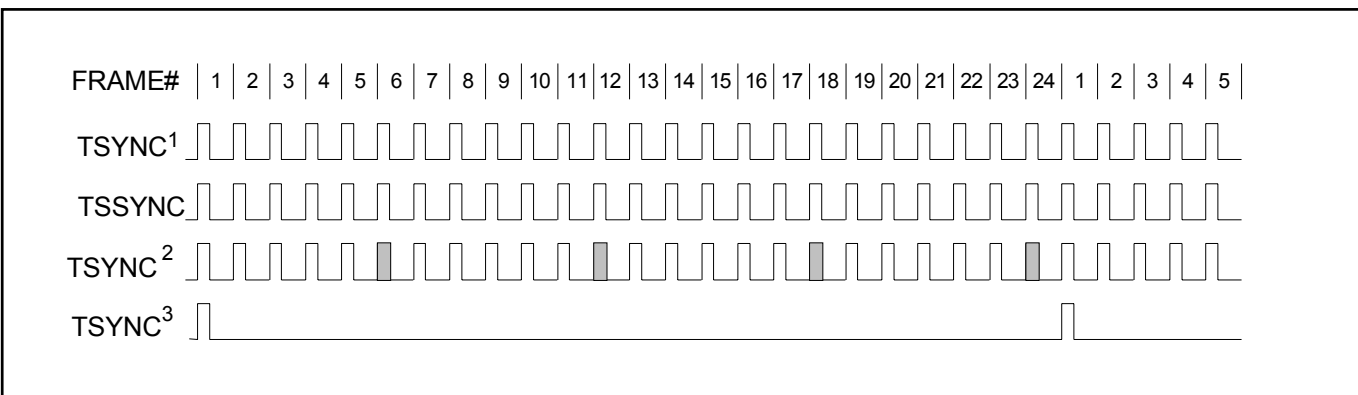 FRAME# 1 2 3 4 5 6 7 8 9 10 11 12 13 14 15 16 17 18 19 20 21 22 23 24 1 2 3 4 5
TSYNC¹
TSSYNC
TSYNC²
TSYNC³